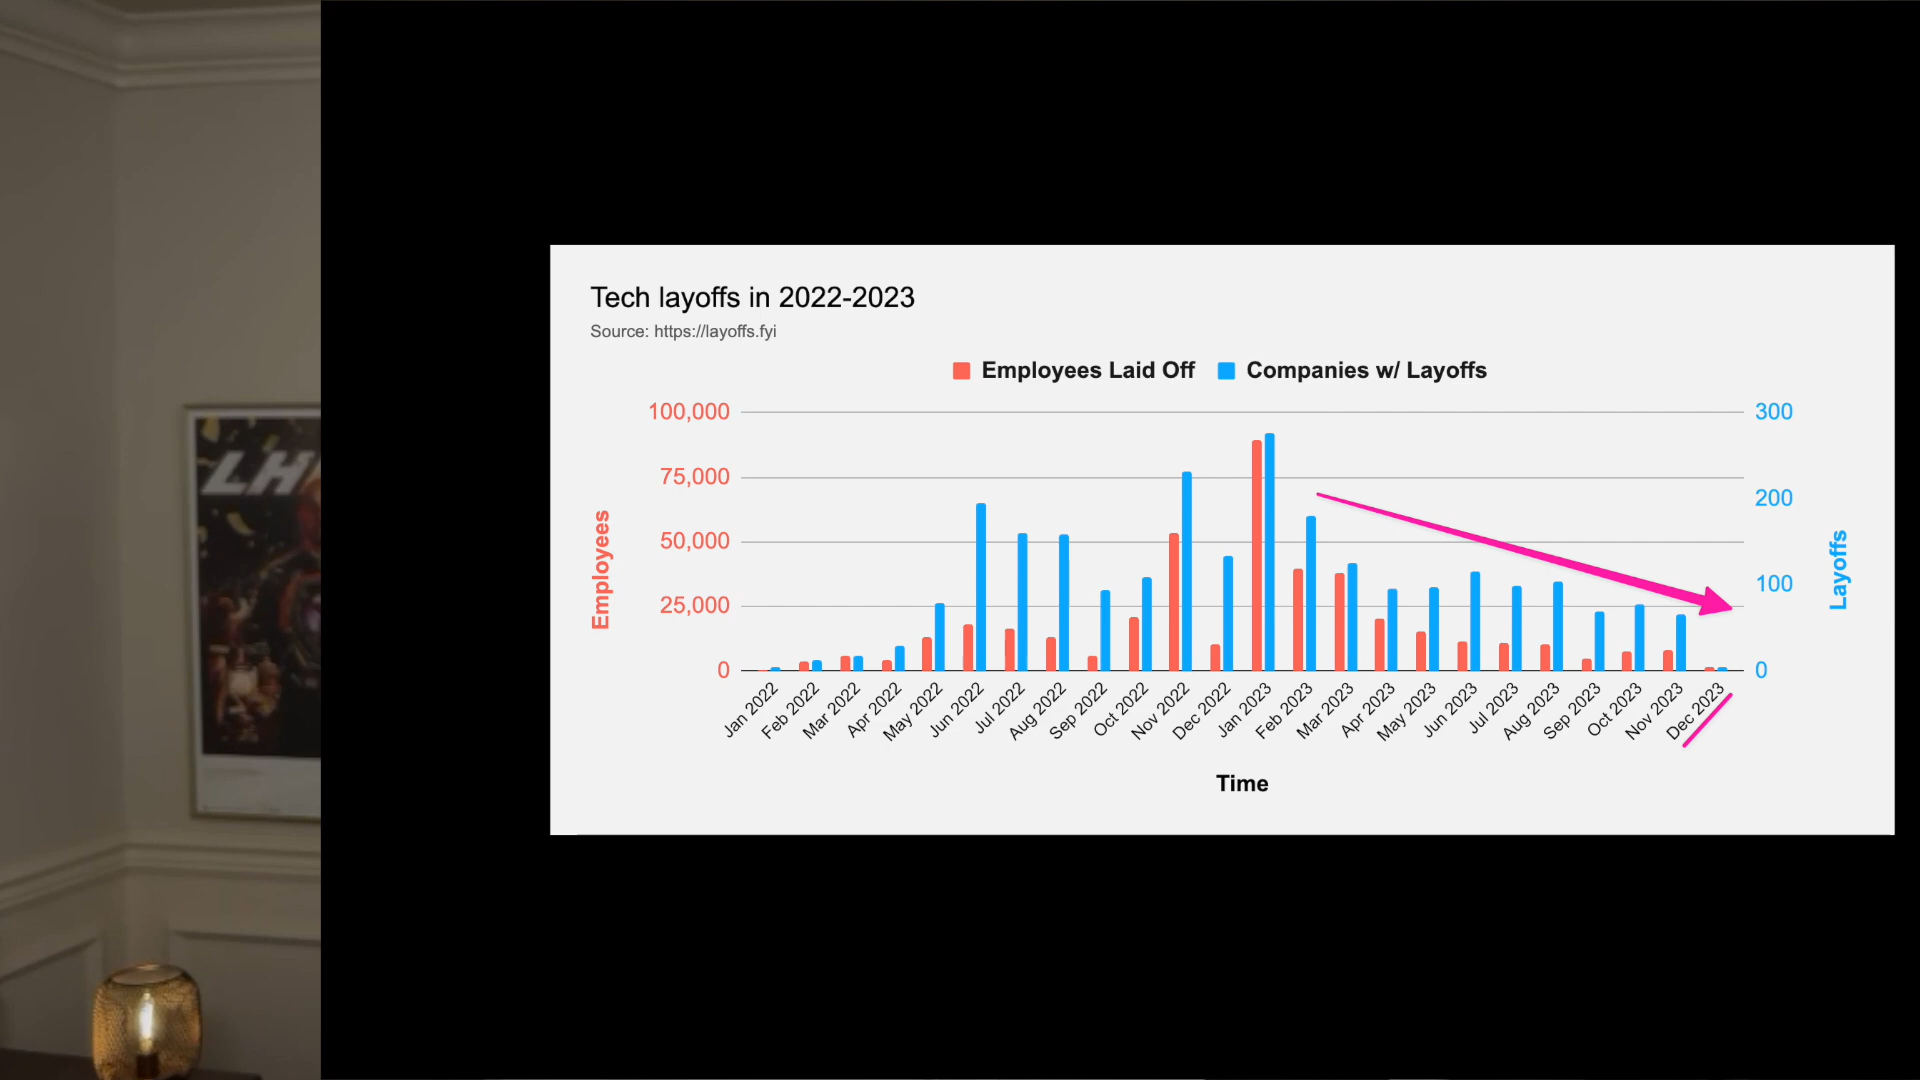 LH
Tech layoffs in 2022-2023
Source: https://layoffs.fyi
Employees Laid Off Companies w/ Layoffs
100,000
75,000
50,000
25,000
0
Employees
300
200
100
0
Layoffs
Jan 2022
Feb 2022
Mar 2022
Apr 2022
May 2022
Jun 2022
Jul 2022
Aug 2022
Sep 2022
Oct 2022
Nov 2022
Dec 2022
Jan 2023
Feb 2023
Mar 2023
Apr 2023
May 2023
Jun 2023
Jul 2023
Aug 2023
Sep 2023
Oct 2023
Nov 2023
Dec 2023
Time